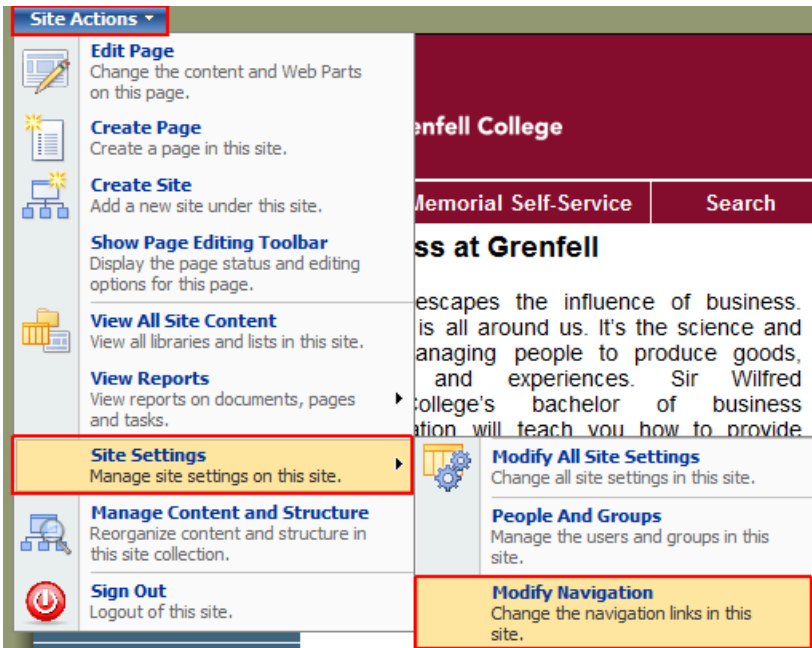 Site Actions
Edit Page
Change the content and Web Parts
on this page.
Create Page
Create a page in this site.
Create Site
Add a new site under this site.
Show Page Editing Toolbar
Display the page status and editing
options for this page.
View All Site Content
View all libraries and lists in this site.
View Reports
View reports on documents, pages
and tasks.
Site Settings
Manage site settings on this site.
Manage Content and Structure
Reorganize content and structure in
this site collection.
Sign Out
Logout of this site.
Modify All Site Settings
Change all site settings in this site.
People And Groups
Manage the users and groups in this
site.
Modify Navigation
Change the navigation links in this
site.
enfell College
Memorial Self-Service
Search
ss at Grenfell
escapes the influence of business.
is all around us. It's the science and
anaging people to produce goods,
and experiences. Sir Wilfred
College's bachelor of business
ation will teach you how to provide